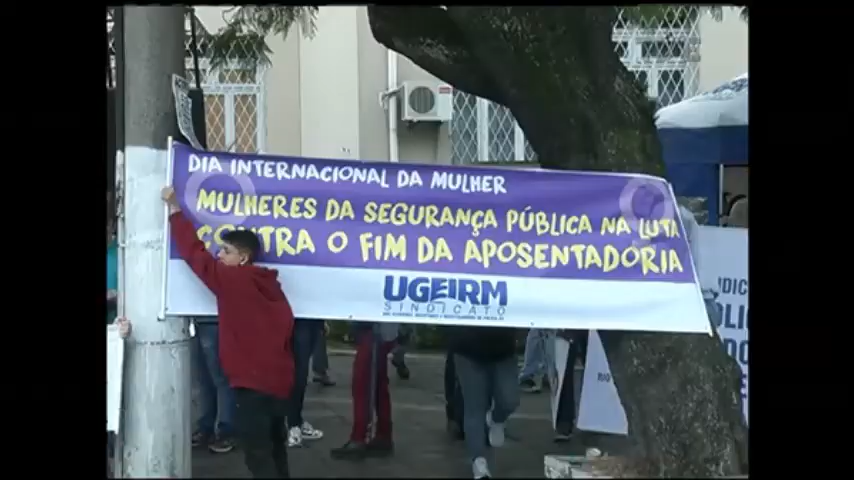 DIA INTERNACIONAL DA MULHER
MULHERES DA SEGURANÇA PÚBLICA NA LUTA
CONTRA O FIM DA APOSENTADORIA
UGEIRM
SINDICATO